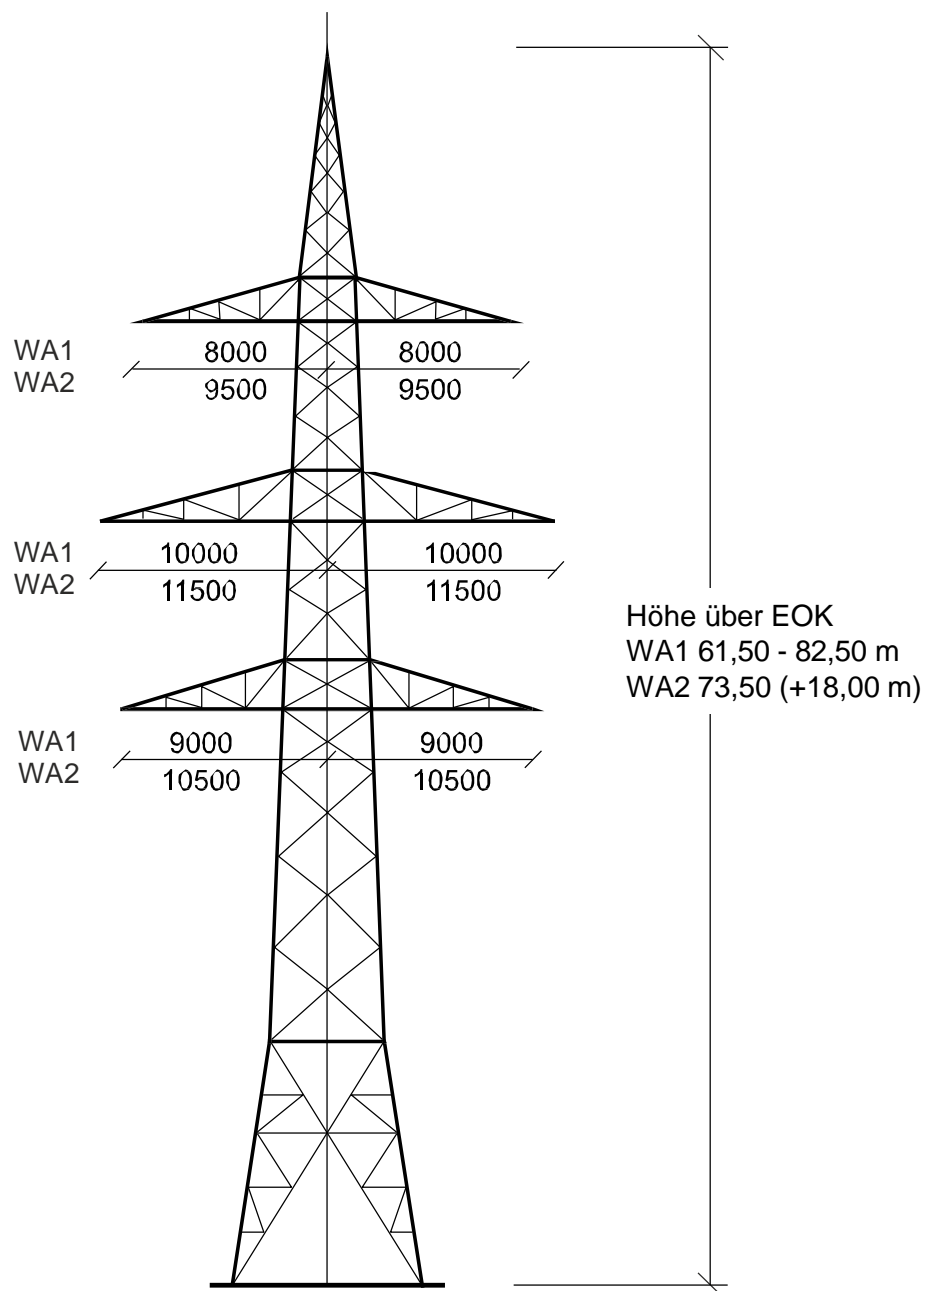 WA1 8000 8000
WA2 9500 9500
WA1 10000 10000
WA2 11500 11500
Höhe über EOK
WA1 61,50 - 82,50 m
WA2 73,50 (+18,00 m)
WA1 9000 9000
WA2 10500 10500